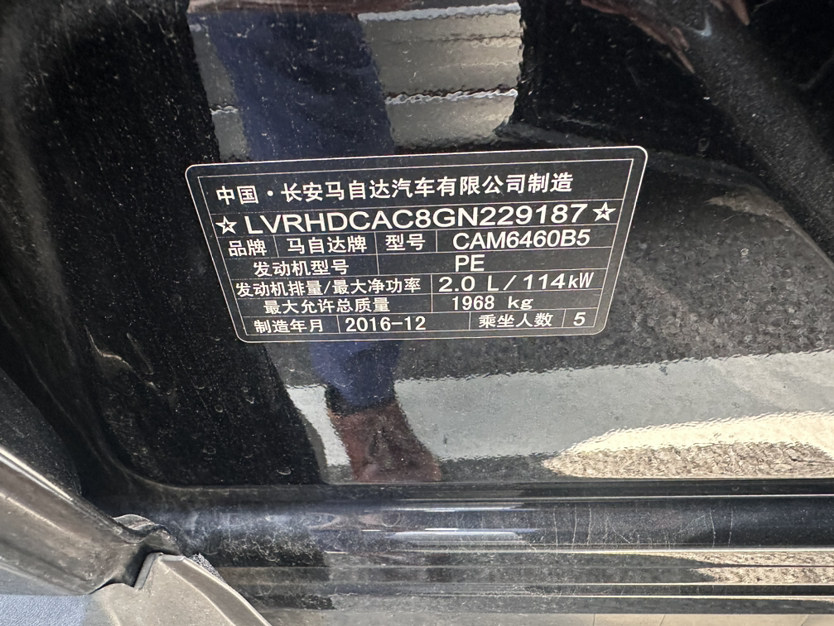 中国·长安马自达汽车有限公司制造
☆LVRHDCAC8GN229187☆
品牌 马自达牌 型号 CAM6460B5
发动机型号 PE
发动机排量/最大净功率 2.0 L/114kW
最大允许总质量 1968 kg
制造年月 2016-12 乘坐人数 5